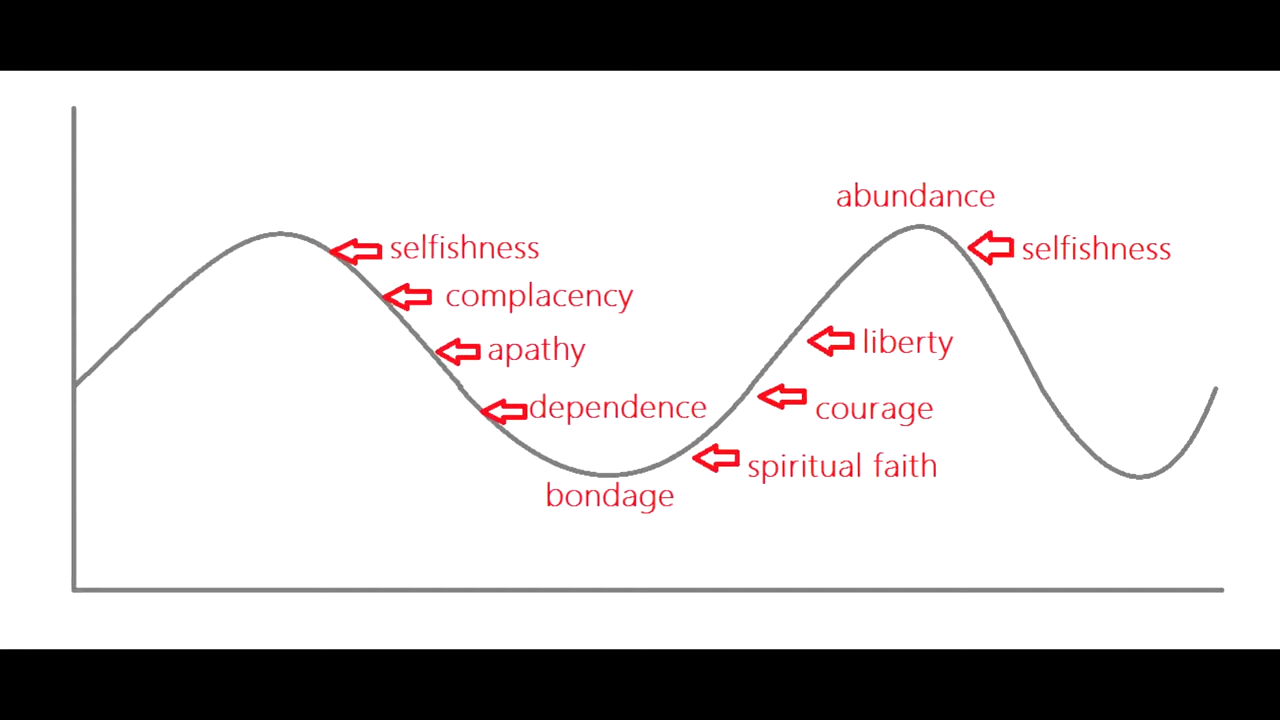 abundance
selfishness
selfishness
complacency
liberty
apathy
dependence
courage
spiritual faith
bondage